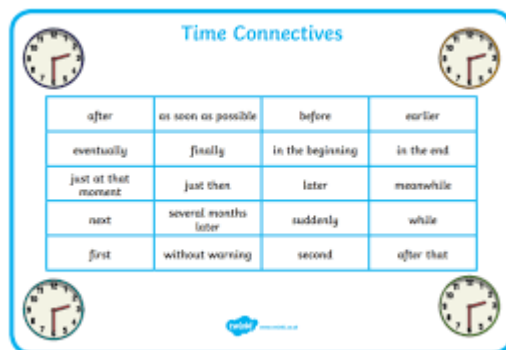 Time Connectives
after as soon as possible before earlier
eventually finally in the beginning in the end
just at that moment just then later meanwhile
next several months later suddenly while
first without warning second after that
twinkl